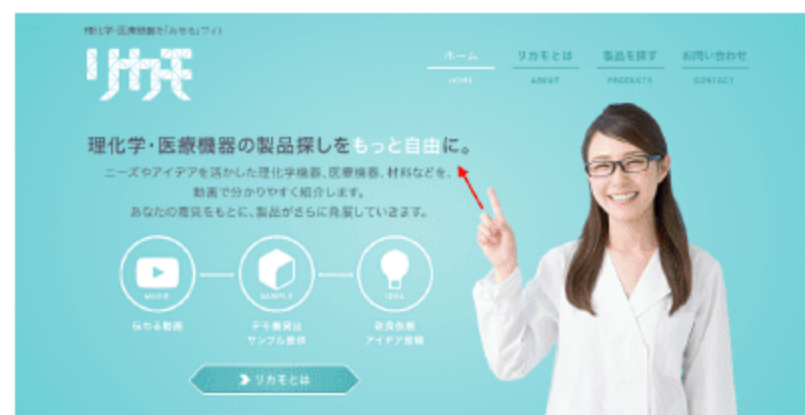 理化学・医療機器を「みせる」サイト
リカモ
ホーム
HOME
リカモとは
ABOUT
製品を探す
PRODUCTS
お問い合わせ
CONTACT
理化学・医療機器の製品探しをもっと自由に。
ニーズやアイデアを活かした理化学機器、医療機器、材料などを、
動画で分かりやすく紹介します。
あなたの意見をもとに、製品がさらに発展していきます。
MOVIE
伝わる動画
SAMPLE
デモ機貸出
サンプル提供
IDEA
改良依頼
アイデア投稿
リカモとは